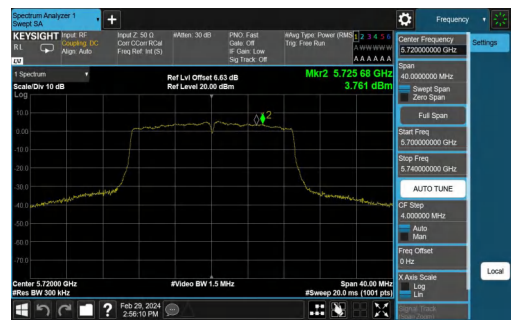 Spectrum Analyzer 1
Swept SA
Frequency
KEYSIGHT
Input: RF
Coupling: DC
Align: Auto
Input Z: 50 Ω
Corr CCorr RCal
Freq Ref: Int (S)
#Atten: 30 dB
PNO: Fast
Gate: Off
IF Gain: Low
Sig Track: Off
#Avg Type: Power (RMS)
Trig: Free Run
1 2 3 4 5 6
A W W W W W
A A A A A A
RL
LV
1 Spectrum
Scale/Div 10 dB
Log
Ref Lvl Offset 6.63 dB
Ref Level 20.00 dBm
Mkr2 5.725 68 GHz
3.761 dBm
10.0
0.00
-10.0
-20.0
-30.0
-40.0
-50.0
-60.0
-70.0
2
Center 5.72000 GHz
#Res BW 300 kHz
#Video BW 1.5 MHz
Span 40.00 MHz
#Sweep 20.0 ms (1001 pts)
Center Frequency
5.720000000 GHz
Settings
Span
40.0000000 MHz
Swept Span
Zero Span
Full Span
Start Freq
5.700000000 GHz
Stop Freq
5.740000000 GHz
AUTO TUNE
CF Step
4.000000 MHz
Auto
Man
Freq Offset
0 Hz
X Axis Scale
Log
Lin
Signal Track
Local
Feb 29, 2024
2:56:10 PM